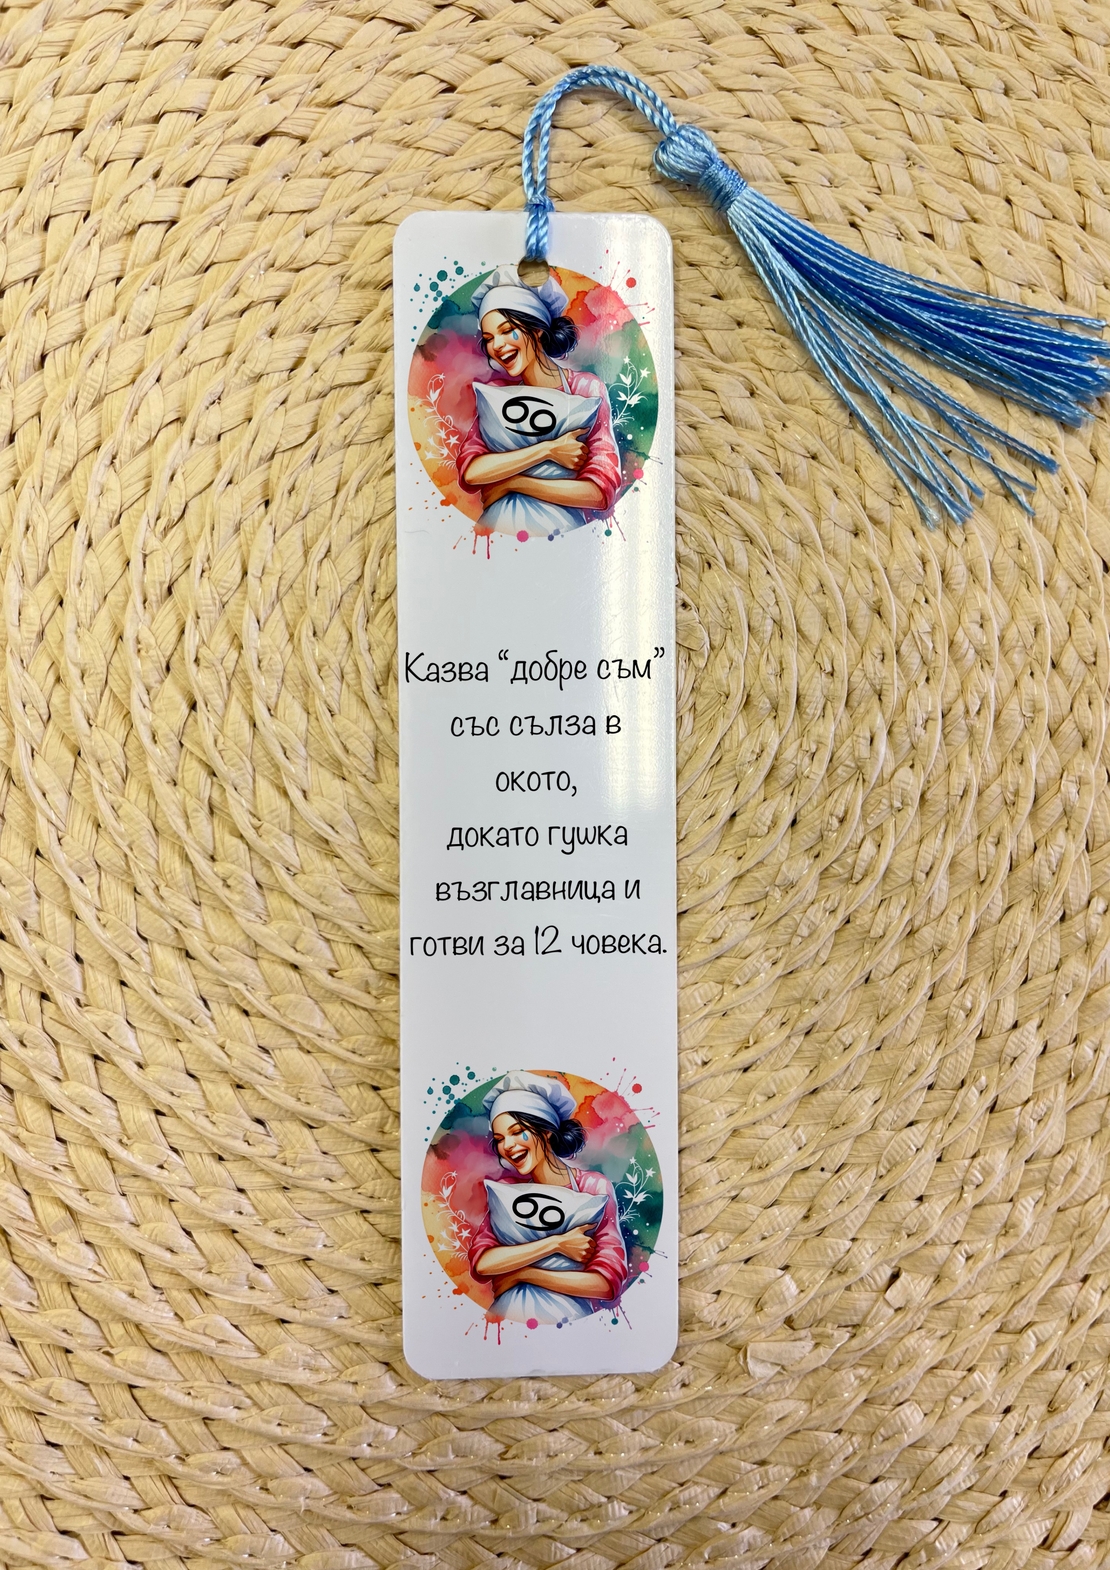 Казва “добре съм”
със сълза в
окото,
докато гушка
възглавница и
готви за 12 човека.